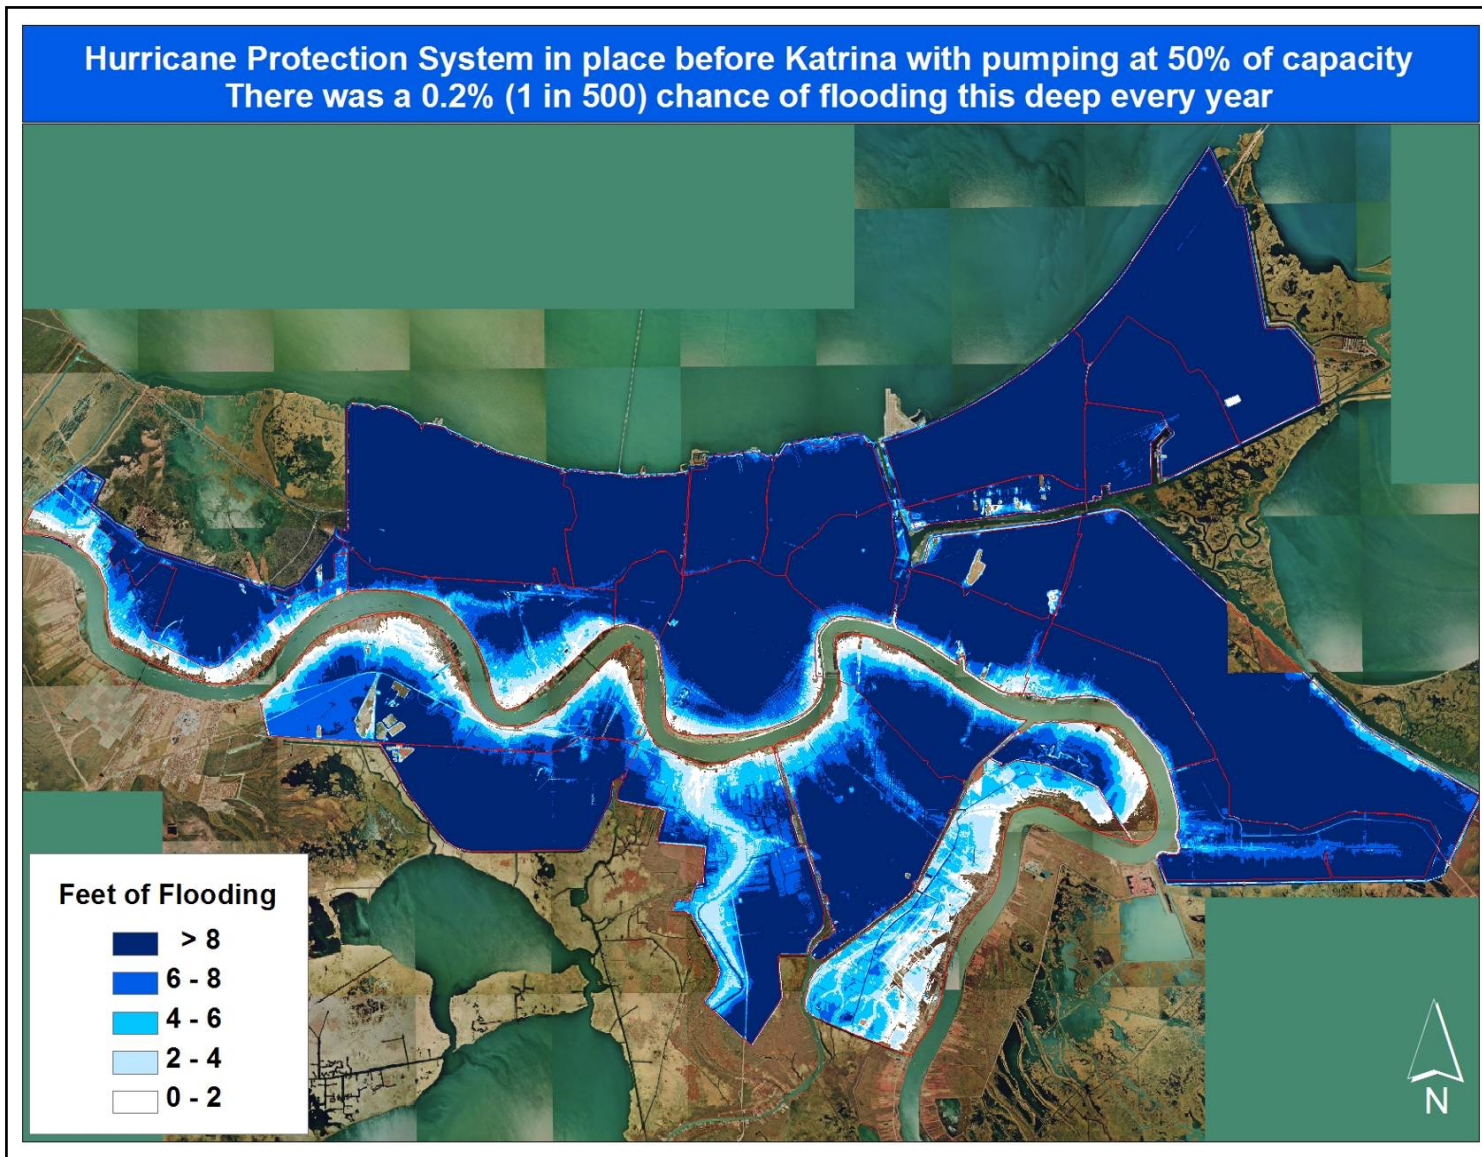 Hurricane Protection System in place before Katrina with pumping at 50% of capacity
There was a 0.2% (1 in 500) chance of flooding this deep every year
Feet of Flooding
> 8
6 - 8
4 - 6
2 - 4
0 - 2
N